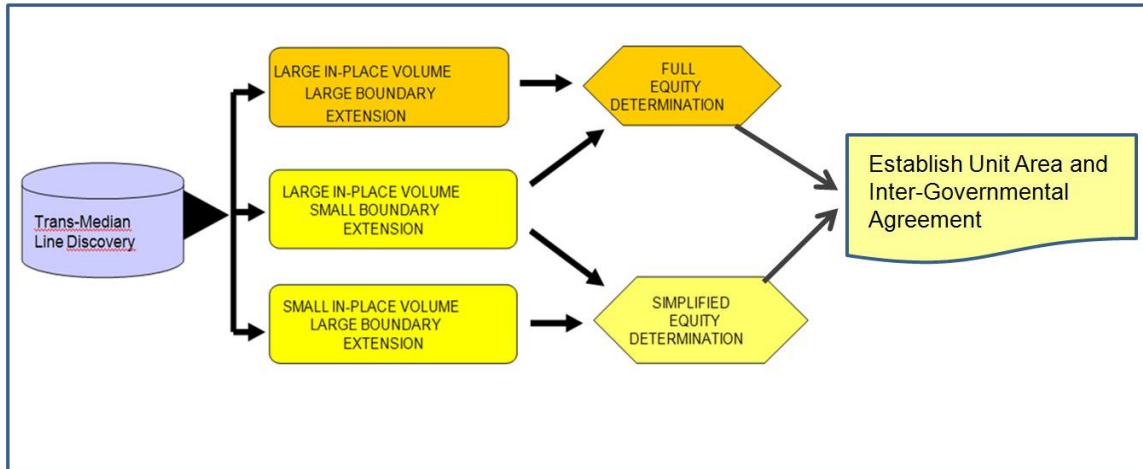 Trans-Median
Line Discovery
LARGE IN-PLACE VOLUME
LARGE BOUNDARY
EXTENSION
LARGE IN-PLACE VOLUME
SMALL BOUNDARY
EXTENSION
SMALL IN-PLACE VOLUME
LARGE BOUNDARY
EXTENSION
FULL
EQUITY
DETERMINATION
SIMPLIFIED
EQUITY
DETERMINATION
Establish Unit Area and
Inter-Governmental
Agreement